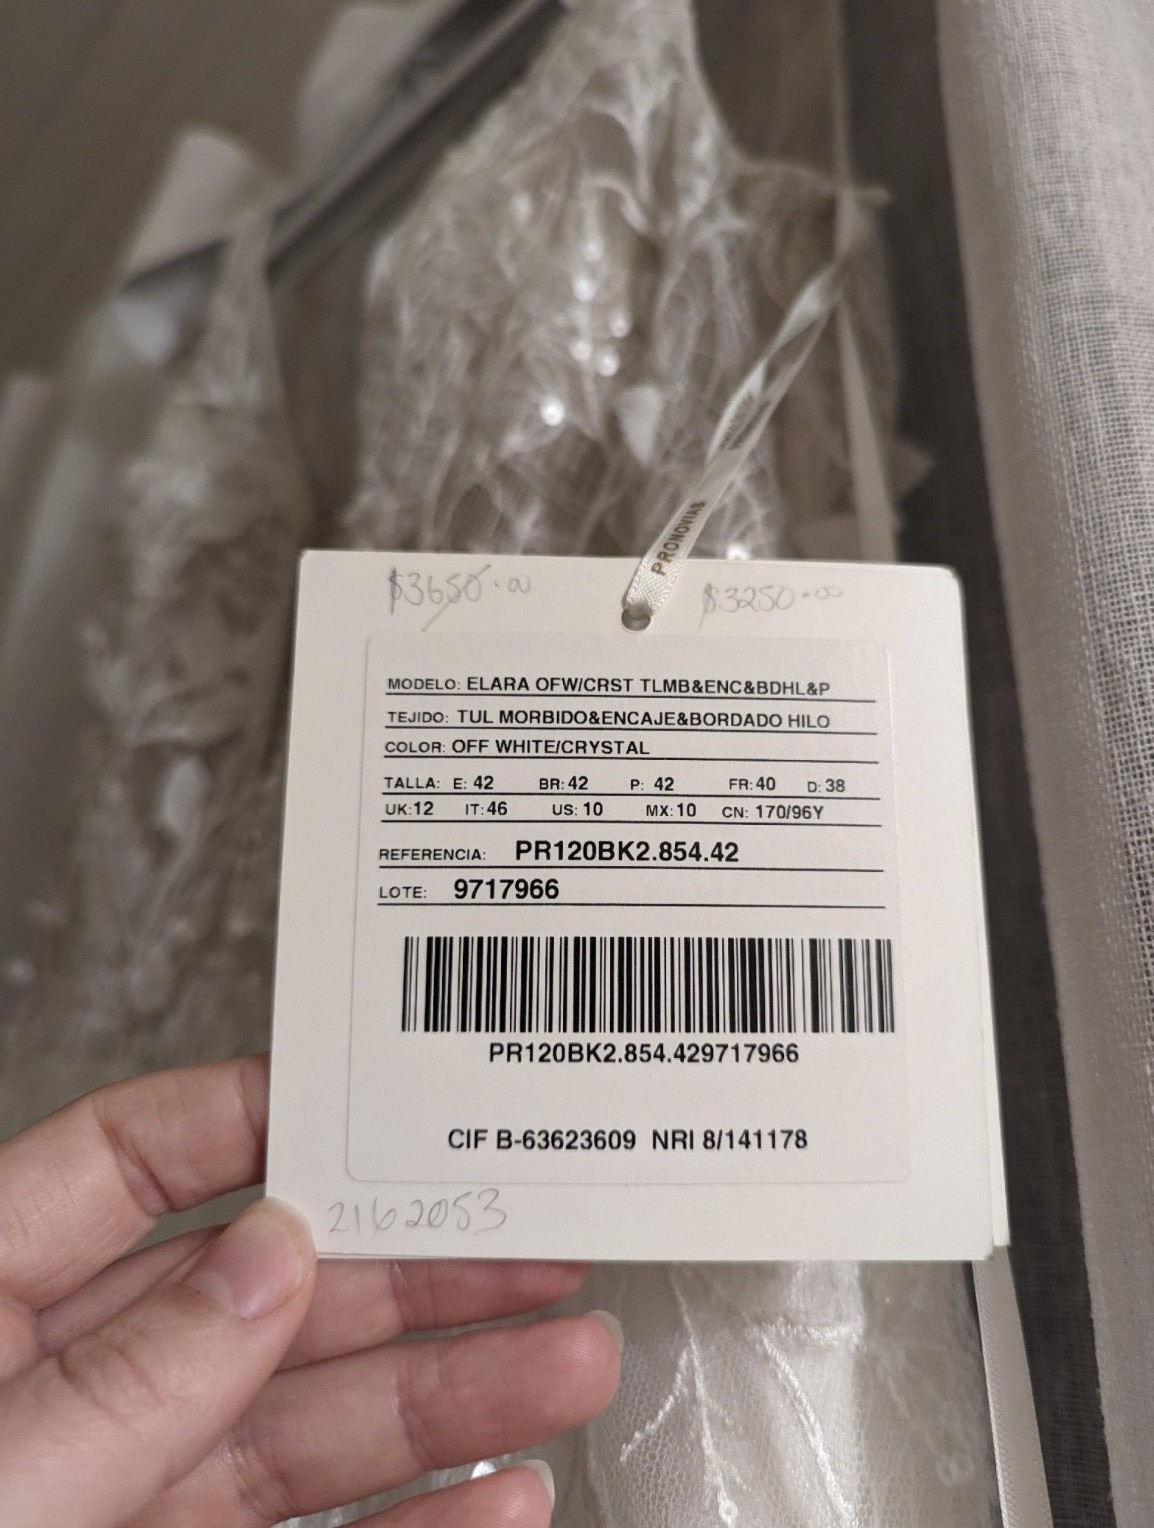 PRONOVIAS
$3650.00 $3250.00
MODELO: ELARA OFW/CRST TLMB&ENC&BDHL&P
TEJIDO: TUL MORBIDO&ENCAJE&BORDADO HILO
COLOR: OFF WHITE/CRYSTAL
TALLA: E: 42 BR: 42 P: 42 FR: 40 D: 38
UK: 12 IT: 46 US: 10 MX: 10 CN: 170/96Y
REFERENCIA: PR120BK2.854.42
LOTE: 9717966
PR120BK2.854.429717966
CIF B-63623609 NRI 8/141178
2162053